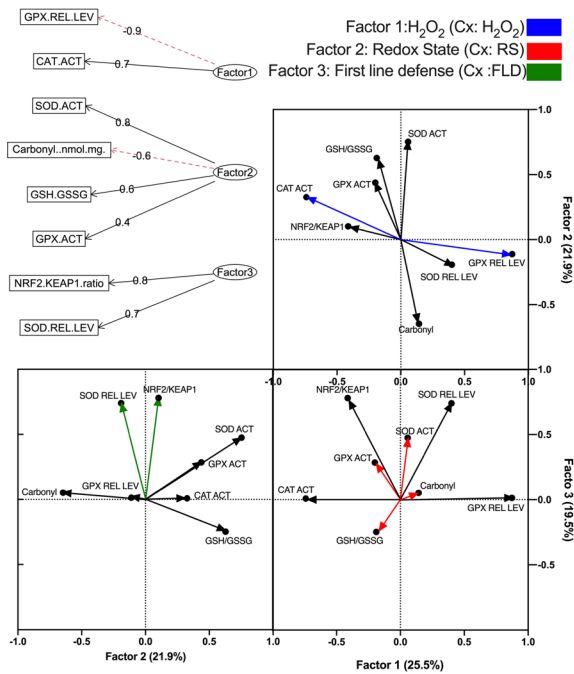 GPX.REL.LEV
-0.9
CAT.ACT
0.7
Factor1
SOD.ACT
0.8
Carbonyl..nmol.mg.
-0.6
Factor2
GSH.GSSG
0.6
GPX.ACT
0.4
Factor3
NRF2.KEAP1.ratio
0.8
SOD.REL.LEV
0.7
Factor 1:H₂O₂ (Cx: H₂O₂)
Factor 2: Redox State (Cx: RS)
Factor 3: First line defense (Cx :FLD)
1.0
SOD ACT
GSH/GSSG
0.5
CAT ACT
GPX ACT
NRF2/KEAP1
0.0
GPX REL LEV
SOD REL LEV
-0.5
Carbonyl
Factor 2 (21.9%)
-1.0
-1.0
-0.5
0.0
0.5
1.0
1.0
SOD REL LEV
NRF2/KEAP1
SOD ACT
GPX ACT
Carbonyl
GPX REL LEV
CAT ACT
GSH/GSSG
-1.0
-0.5
0.0
0.5
Factor 2 (21.9%)
NRF2/KEAP1
SOD REL LEV
SOD ACT
0.5
GPX ACT
Carbonyl
CAT ACT
0.0
GPX REL LEV
GSH/GSSG
-0.5
Facto 3 (19.5%)
-1.0
-0.5
0.0
0.5
1.0
Factor 1 (25.5%)